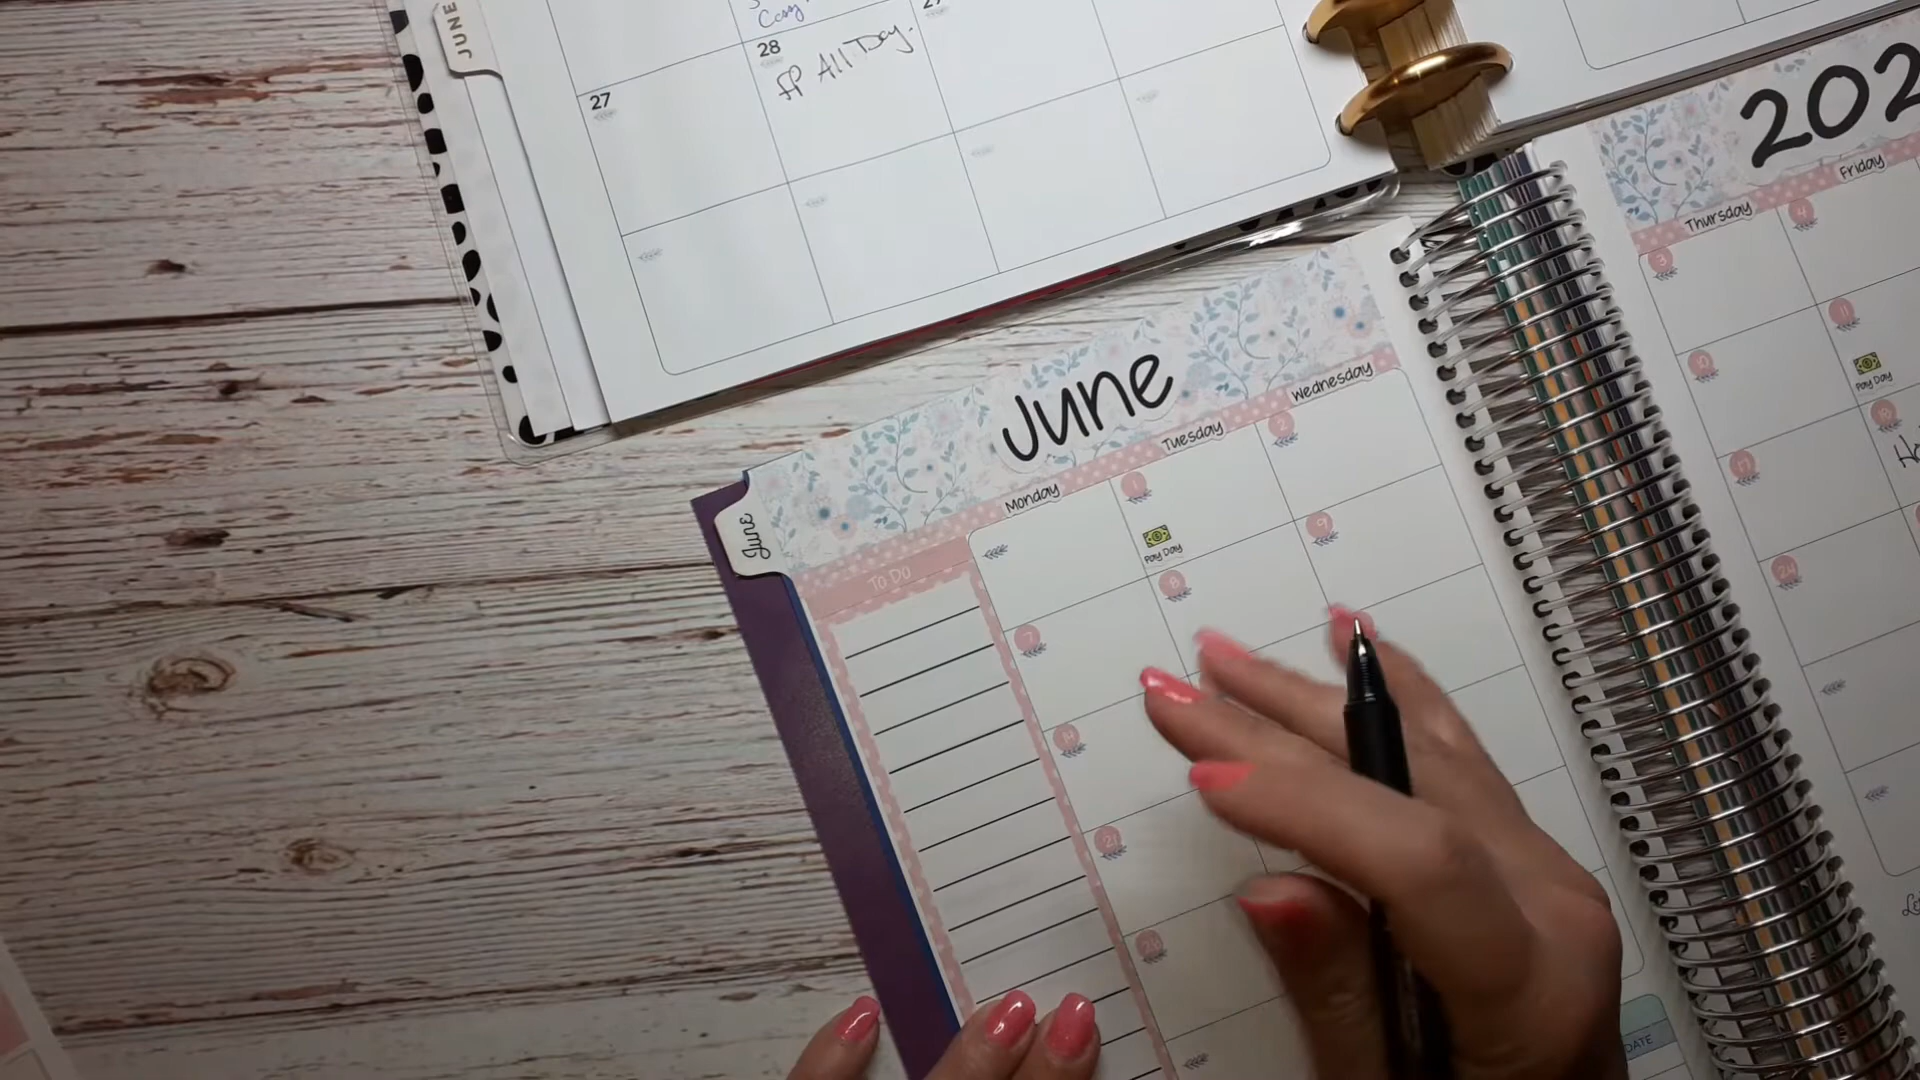 JUNE
Cosy
28
All Day.
27
202
Friday
Thursday
4
3
11
Pay Day
10
18
17
24
June
Wednesday
Tuesday
Monday
June
To Do
1
2
Pay Day
7
8
9
14
21
28
DATE